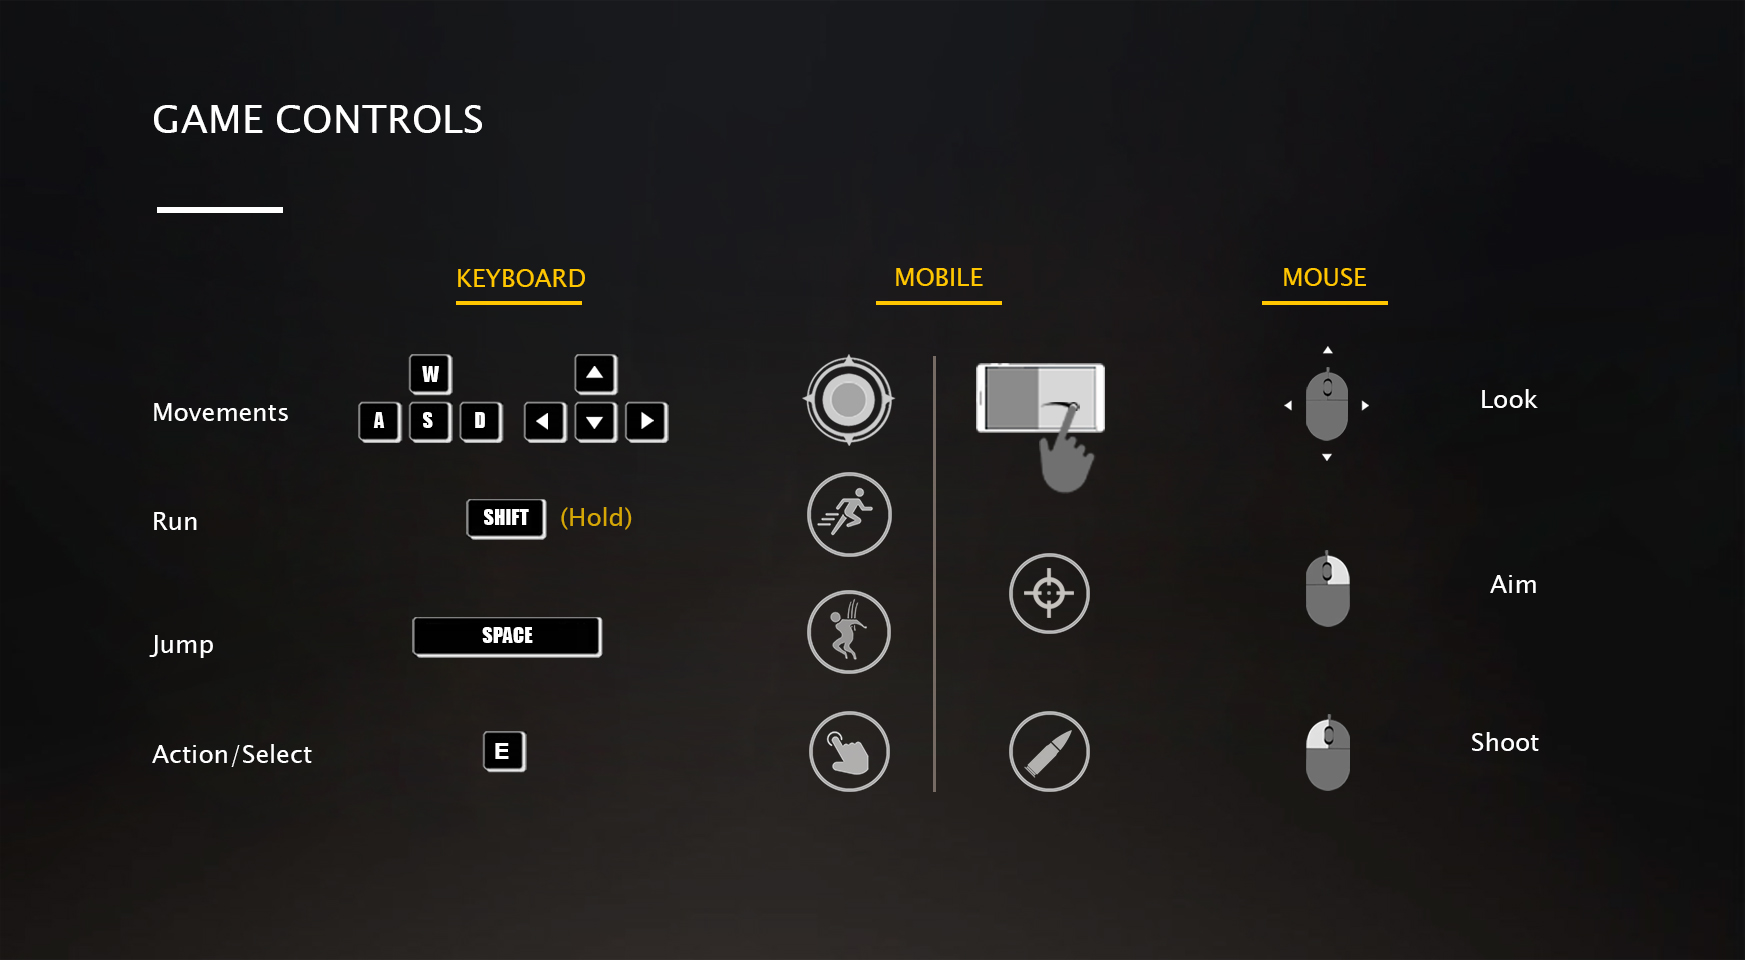 GAME CONTROLS
KEYBOARD
MOBILE
MOUSE
W
Movements
A S D
Look
Run
SHIFT (Hold)
Aim
Jump
SPACE
Action/Select
E
Shoot